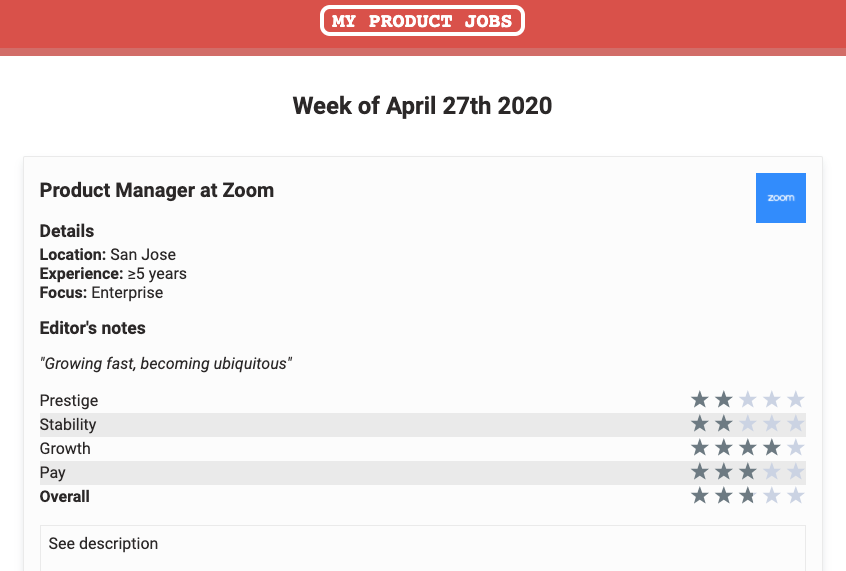 MY PRODUCT JOBS
Week of April 27th 2020
Product Manager at Zoom
zoom
Details
Location: San Jose
Experience: ≥5 years
Focus: Enterprise
Editor's notes
"Growing fast, becoming ubiquitous"
Prestige
Stability
Growth
Pay
Overall
See description